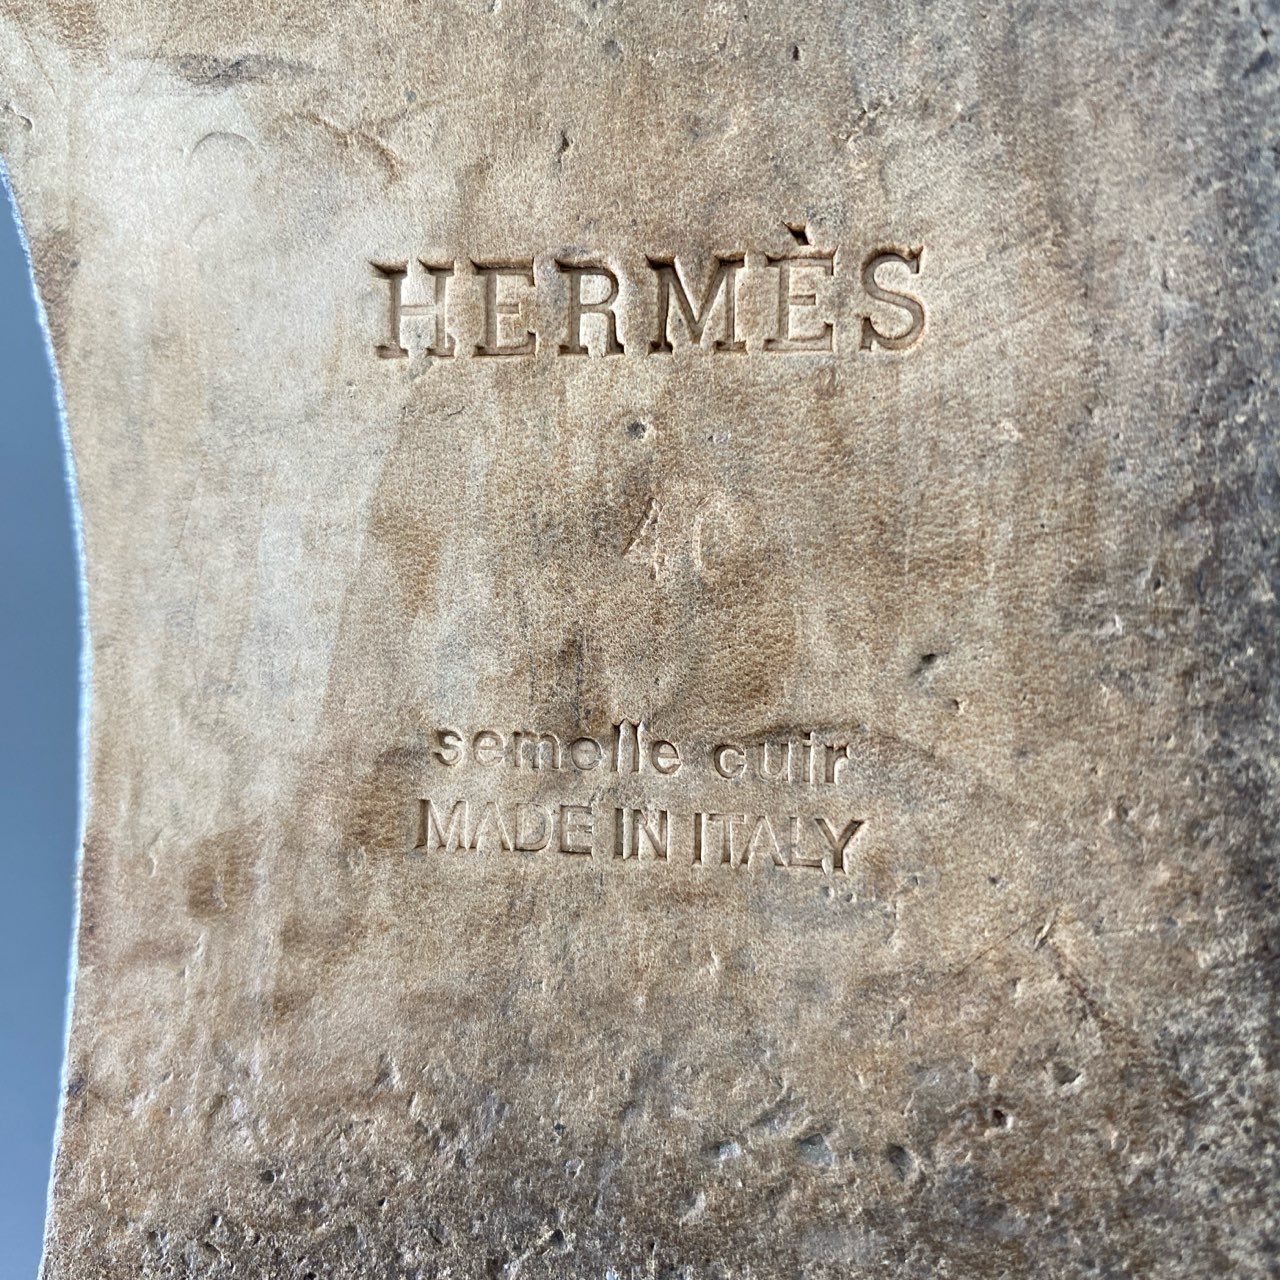 HERMÈS
40
semelle cuir
MADE IN ITALY